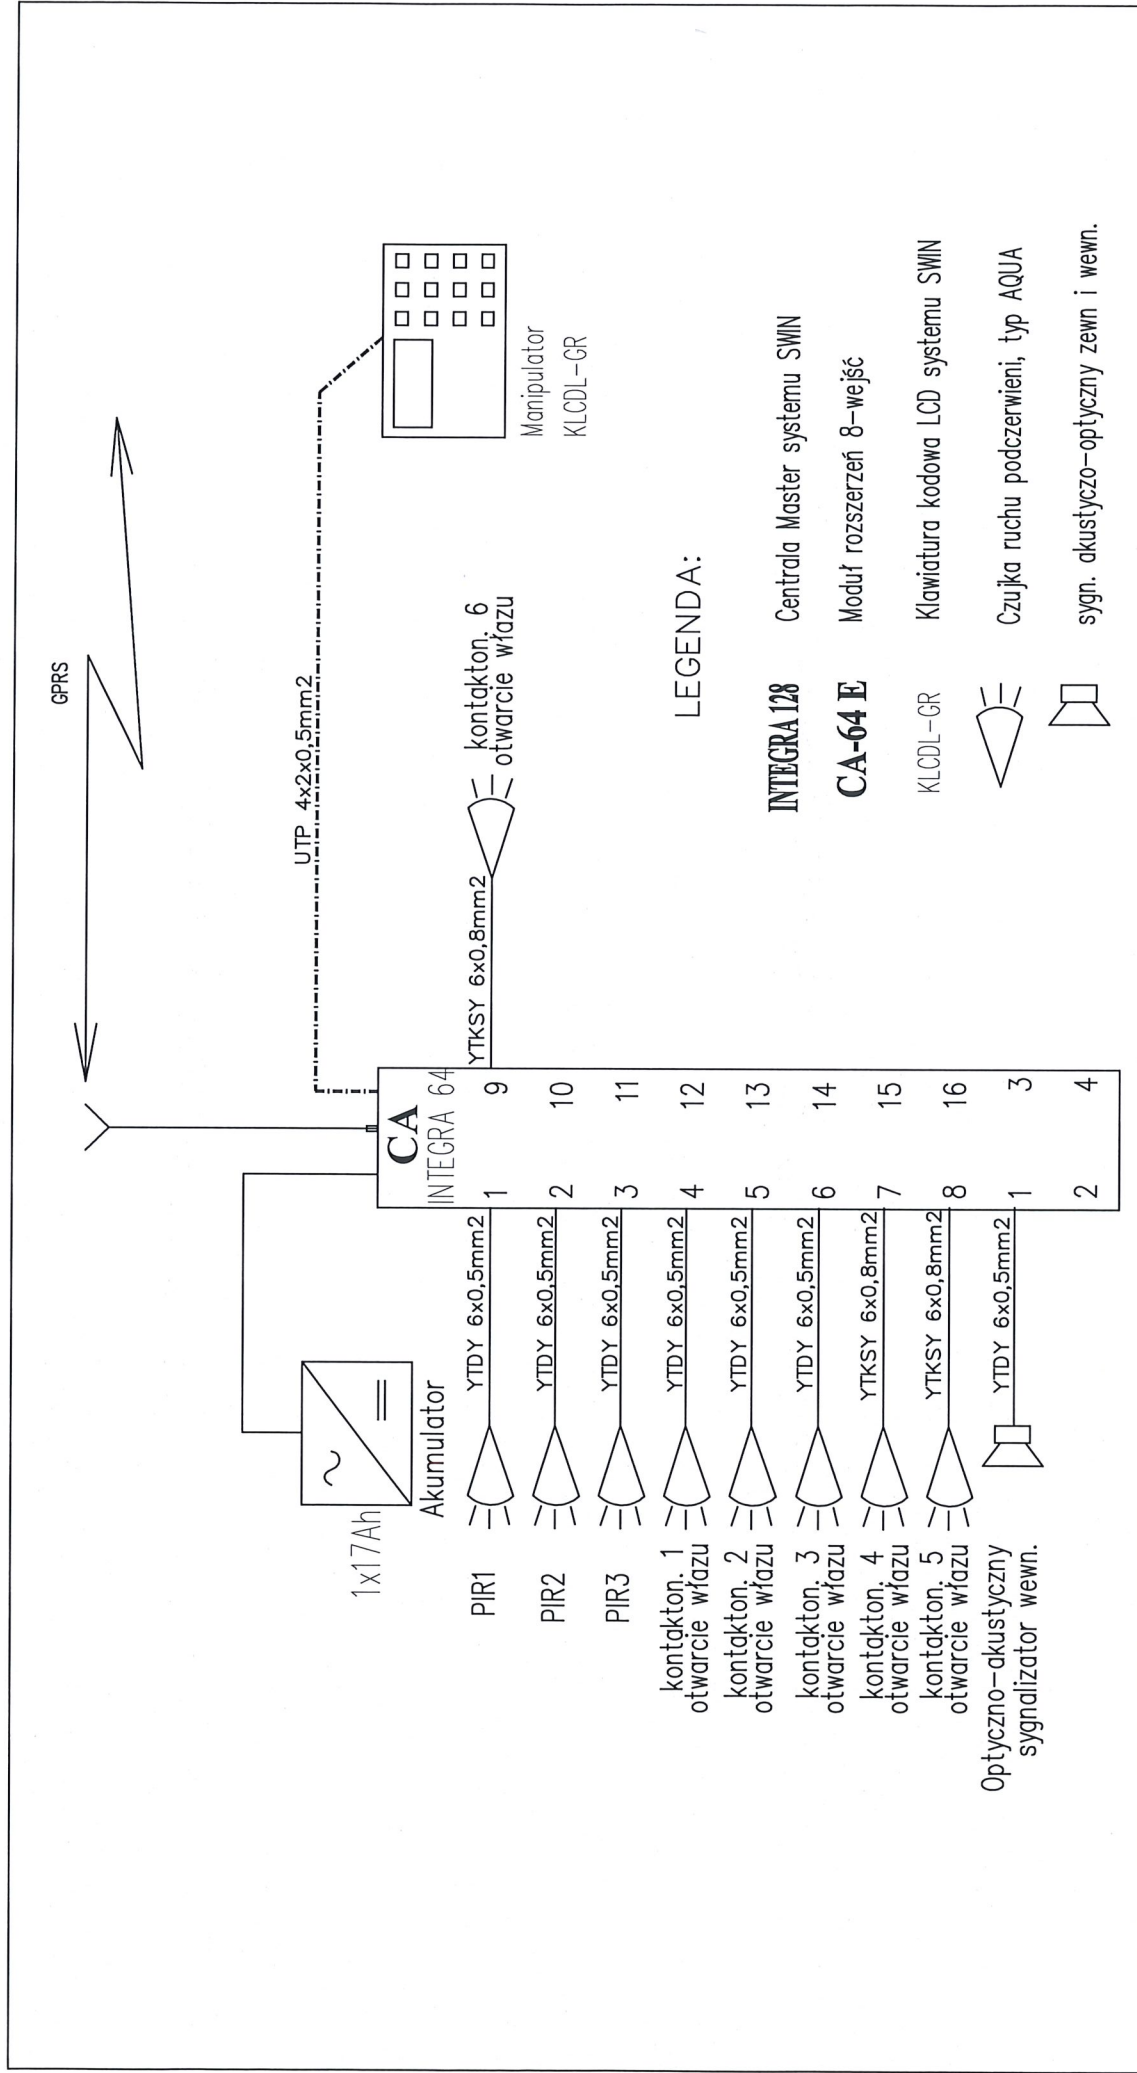 GPRS
UTP 4x2x0,5mm2
1x17Ah
Akumulator
CA
INTEGRA 64
Manipulator
KLCDL-GR
PIR1
YTDY 6x0,5mm2
1
9
YTKSY 6x0,8mm2
kontakton. 6
otwarcie włazu
PIR2
YTDY 6x0,5mm2
2
10
PIR3
YTDY 6x0,5mm2
3
11
kontakton. 1
otwarcie włazu
YTDY 6x0,5mm2
4
12
kontakton. 2
otwarcie włazu
YTDY 6x0,5mm2
5
13
kontakton. 3
otwarcie włazu
YTDY 6x0,5mm2
6
14
kontakton. 4
otwarcie włazu
YTKSY 6x0,8mm2
7
15
kontakton. 5
otwarcie włazu
YTKSY 6x0,8mm2
8
16
Optyczno-akustyczny
sygnalizator wewn.
YTDY 6x0,5mm2
1
3
2
4
LEGENDA:
INTEGRA 128 Centrala Master systemu SWIN
CA-64 E Moduł rozszerzeń 8-wejść
KLCDL-GR Klawiatura kodowa LCD systemu SWIN
Czujka ruchu podczerwieni, typ AQUA
sygn. akustyczo-optyczny zewn i wewn.